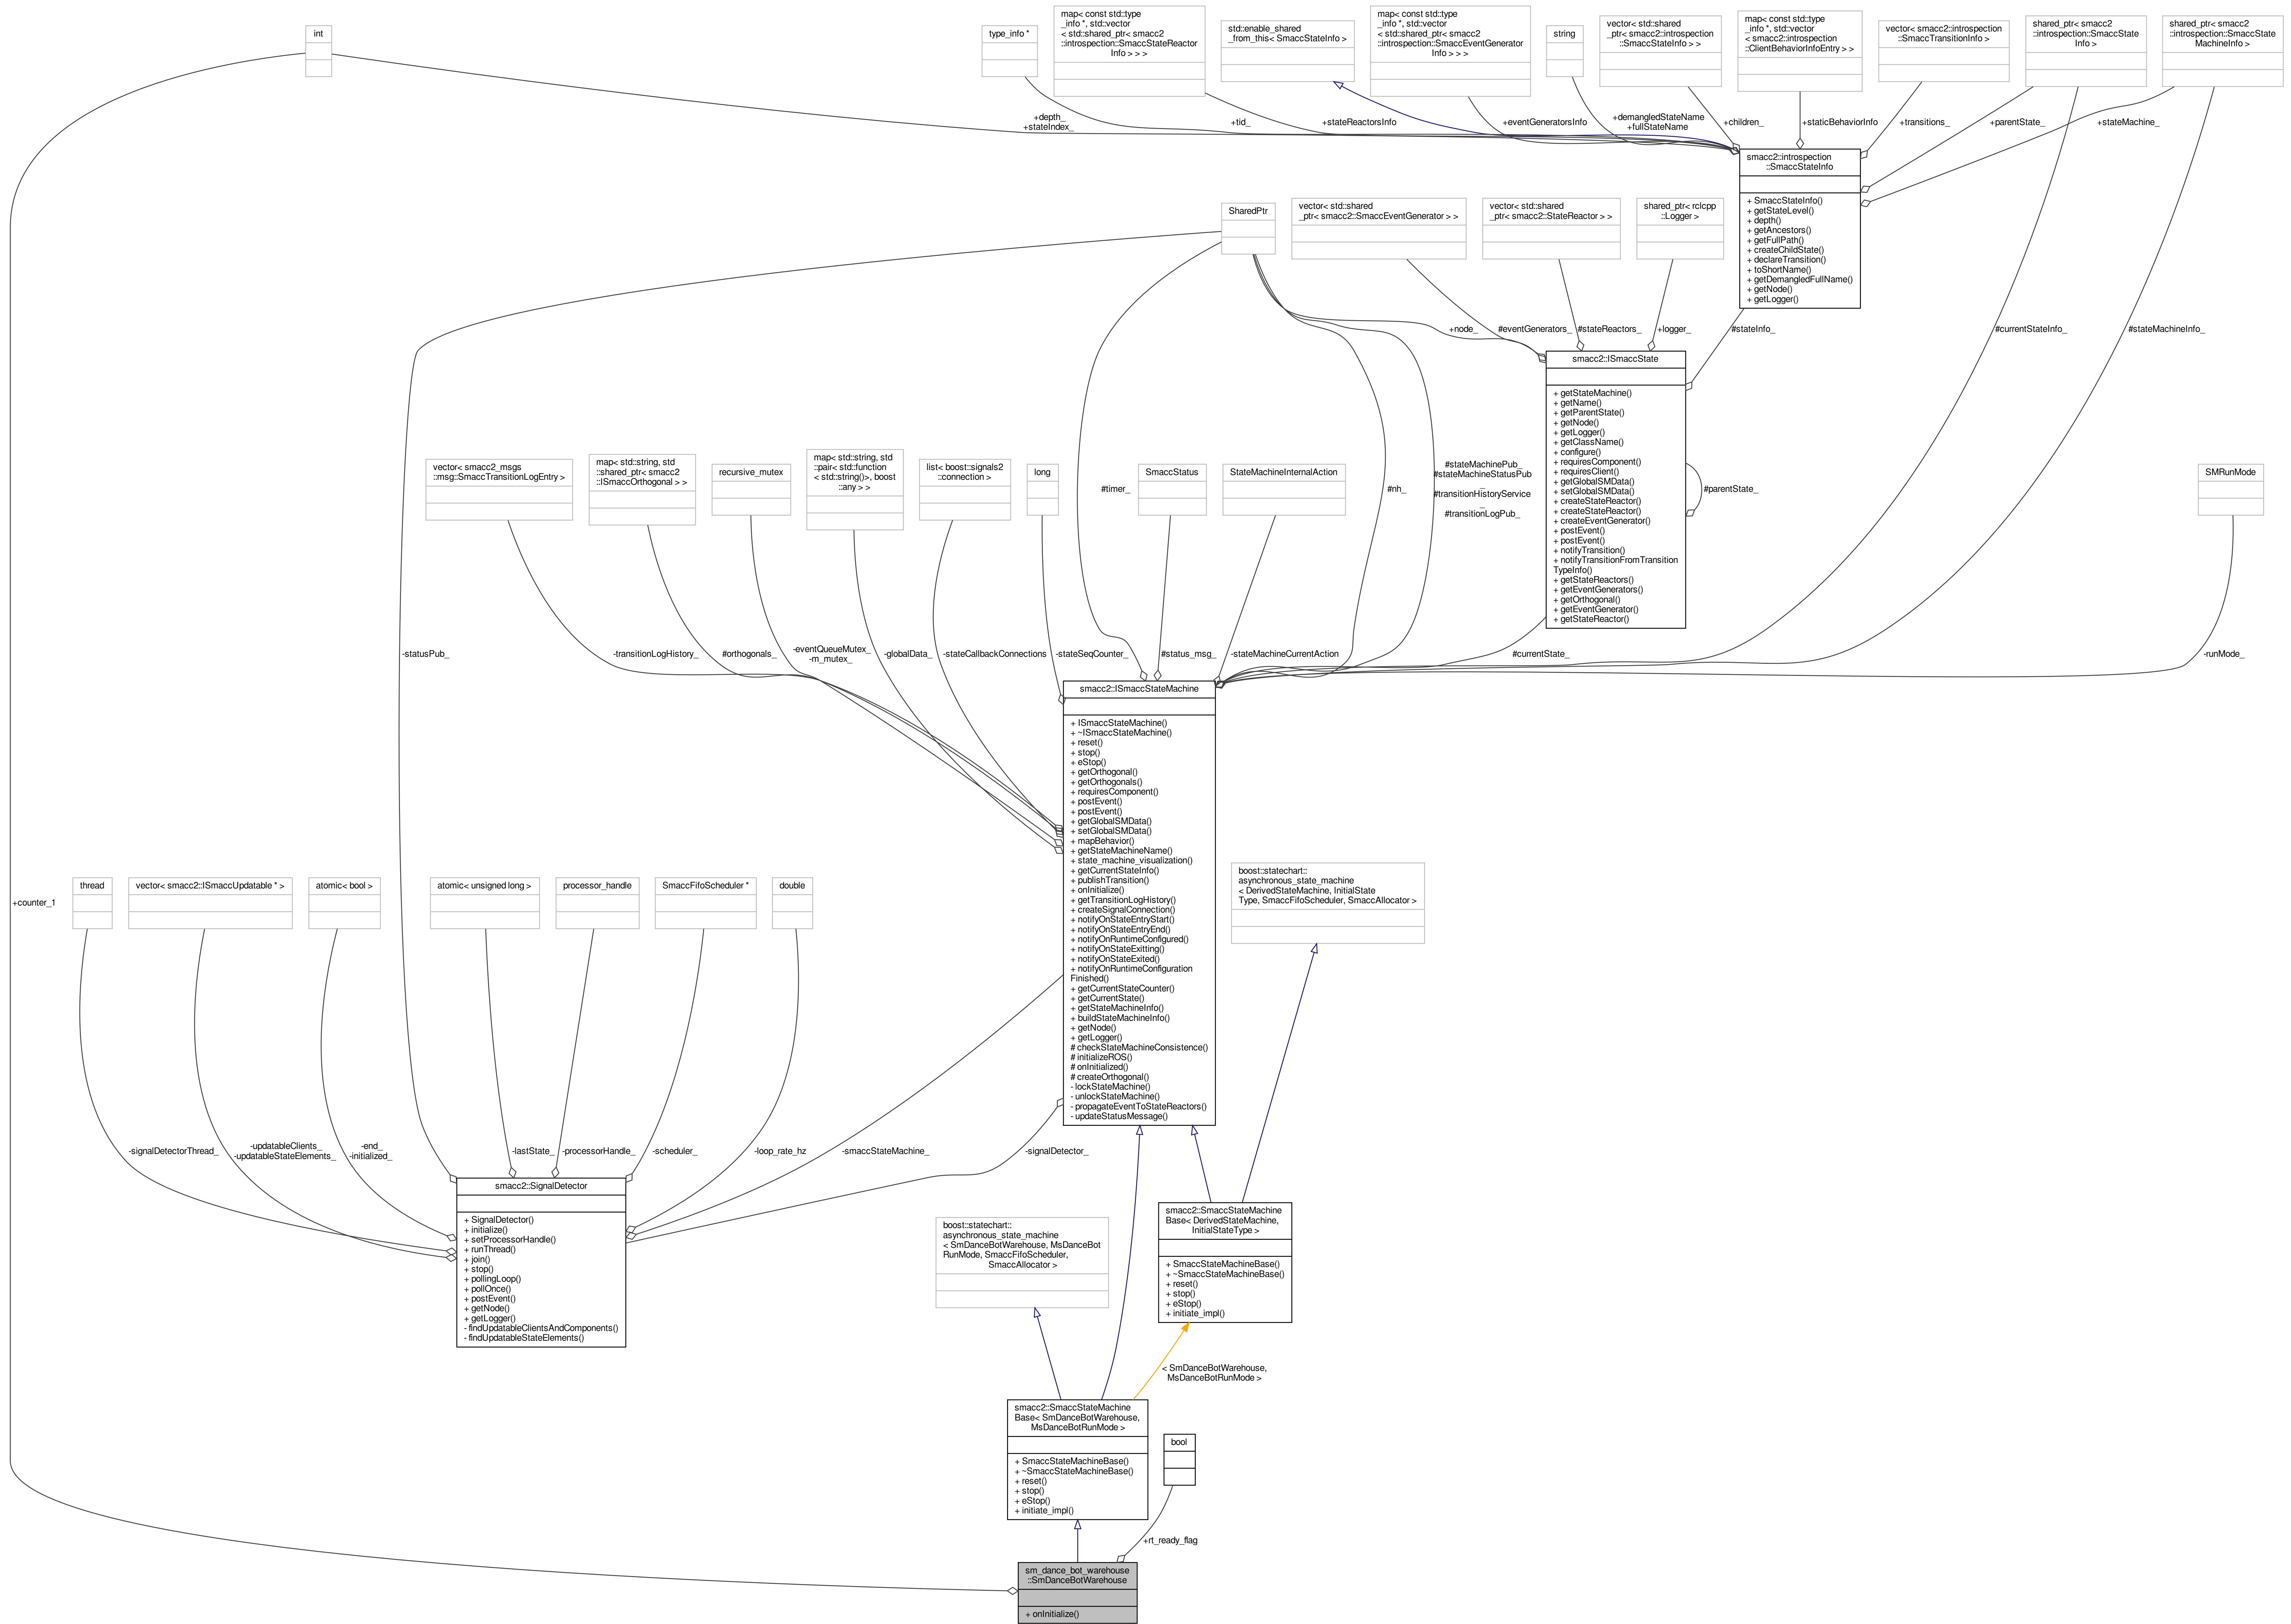 int
type_info *
map< const std::type
_info *, std::vector
< std::shared_ptr< smacc2
::introspection::SmaccStateReactor
Info > > >
std::enable_shared
_from_this< SmaccStateInfo >
map< const std::type
_info *, std::vector
< std::shared_ptr< smacc2
::introspection::SmaccEventGenerator
Info > > >
string
vector< std::shared
_ptr< smacc2::introspection
::SmaccStateInfo > >
map< const std::type
_info *, std::vector
< smacc2::introspection
::ClientBehaviorInfoEntry > >
vector< smacc2::introspection
::SmaccTransitionInfo >
shared_ptr< smacc2
::introspection::SmaccState
Info >
shared_ptr< smacc2
::introspection::SmaccState
MachineInfo >
+depth_
+stateIndex_
+tid_
+stateReactorsInfo
+eventGeneratorsInfo
+demangledStateName
+fullStateName
+children_
+staticBehaviorInfo
+transitions_
+parentState_
+stateMachine_
smacc2::introspection
::SmaccStateInfo
+ SmaccStateInfo()
+ getStateLevel()
+ depth()
+ getAncestors()
+ getFullPath()
+ createChildState()
+ declareTransition()
+ toShortName()
+ getDemangledFullName()
+ getNode()
+ getLogger()
SharedPtr
vector< std::shared
_ptr< smacc2::SmaccEventGenerator > >
vector< std::shared
_ptr< smacc2::StateReactor > >
shared_ptr< rclcpp
::Logger >
+node_
#eventGenerators_
#stateReactors_
+logger_
#stateInfo_
#currentStateInfo_
#stateMachineInfo_
smacc2::ISmaccState
+ getStateMachine()
+ getName()
+ getParentState()
+ getNode()
+ getLogger()
+ getClassName()
+ configure()
+ requiresComponent()
+ requiresClient()
+ getGlobalSMData()
+ setGlobalSMData()
+ createStateReactor()
+ createStateReactor()
+ createEventGenerator()
+ postEvent()
+ postEvent()
+ notifyTransition()
+ notifyTransitionFromTransition
TypeInfo()
+ getStateReactors()
+ getEventGenerators()
+ getOrthogonal()
+ getEventGenerator()
+ getStateReactor()
#parentState_
vector< smacc2_msgs
::msg::SmaccTransitionLogEntry >
map< std::string, std
::shared_ptr< smacc2
::ISmaccOrthogonal > >
recursive_mutex
map< std::string, std
::pair< std::function
< std::string()>, boost
::any > >
list< boost::signals2
::connection >
long
#timer_
SmaccStatus
StateMachineInternalAction
#nh_
#stateMachinePub_
#stateMachineStatusPub
_
#transitionHistoryService
_
#transitionLogPub_
SMRunMode
-statusPub_
-transitionLogHistory_
#orthogonals_
-eventQueueMutex_
-m_mutex_
-globalData_
-stateCallbackConnections
-stateSeqCounter_
#status_msg_
-stateMachineCurrentAction
#currentState_
-runMode_
smacc2::ISmaccStateMachine
+ ISmaccStateMachine()
+ ~ISmaccStateMachine()
+ reset()
+ stop()
+ eStop()
+ getOrthogonal()
+ getOrthogonals()
+ requiresComponent()
+ postEvent()
+ postEvent()
+ getGlobalSMData()
+ setGlobalSMData()
+ mapBehavior()
+ getStateMachineName()
+ state_machine_visualization()
+ getCurrentStateInfo()
+ publishTransition()
+ onInitialize()
+ getTransitionLogHistory()
+ createSignalConnection()
+ notifyOnStateEntryStart()
+ notifyOnStateEntryEnd()
+ notifyOnRuntimeConfigured()
+ notifyOnStateExitting()
+ notifyOnStateExited()
+ notifyOnRuntimeConfiguration
Finished()
+ getCurrentStateCounter()
+ getCurrentState()
+ getStateMachineInfo()
+ buildStateMachineInfo()
+ getNode()
+ getLogger()
# checkStateMachineConsistence()
# initializeROS()
# onInitialized()
# createOrthogonal()
- lockStateMachine()
- unlockStateMachine()
- propagateEventToStateReactors()
- updateStatusMessage()
+counter_1
thread
vector< smacc2::ISmaccUpdatable * >
atomic< bool >
atomic< unsigned long >
processor_handle
SmaccFifoScheduler *
double
boost::statechart::
asynchronous_state_machine
< DerivedStateMachine, InitialState
Type, SmaccFifoScheduler, SmaccAllocator >
-signalDetectorThread_
-updatableClients_
-updatableStateElements_
-end_
-initialized_
-lastState_
-processorHandle_
-scheduler_
-loop_rate_hz
-smaccStateMachine_
-signalDetector_
smacc2::SignalDetector
+ SignalDetector()
+ initialize()
+ setProcessorHandle()
+ runThread()
+ join()
+ stop()
+ pollingLoop()
+ pollOnce()
+ postEvent()
+ getNode()
+ getLogger()
- findUpdatableClientsAndComponents()
- findUpdatableStateElements()
boost::statechart::
asynchronous_state_machine
< SmDanceBotWarehouse, MsDanceBot
RunMode, SmaccFifoScheduler,
SmaccAllocator >
smacc2::SmaccStateMachine
Base< DerivedStateMachine,
InitialStateType >
+ SmaccStateMachineBase()
+ ~SmaccStateMachineBase()
+ reset()
+ stop()
+ eStop()
+ initiate_impl()
< SmDanceBotWarehouse,
MsDanceBotRunMode >
smacc2::SmaccStateMachine
Base< SmDanceBotWarehouse,
MsDanceBotRunMode >
+ SmaccStateMachineBase()
+ ~SmaccStateMachineBase()
+ reset()
+ stop()
+ eStop()
+ initiate_impl()
bool
+rt_ready_flag
sm_dance_bot_warehouse
::SmDanceBotWarehouse
+ onInitialize()